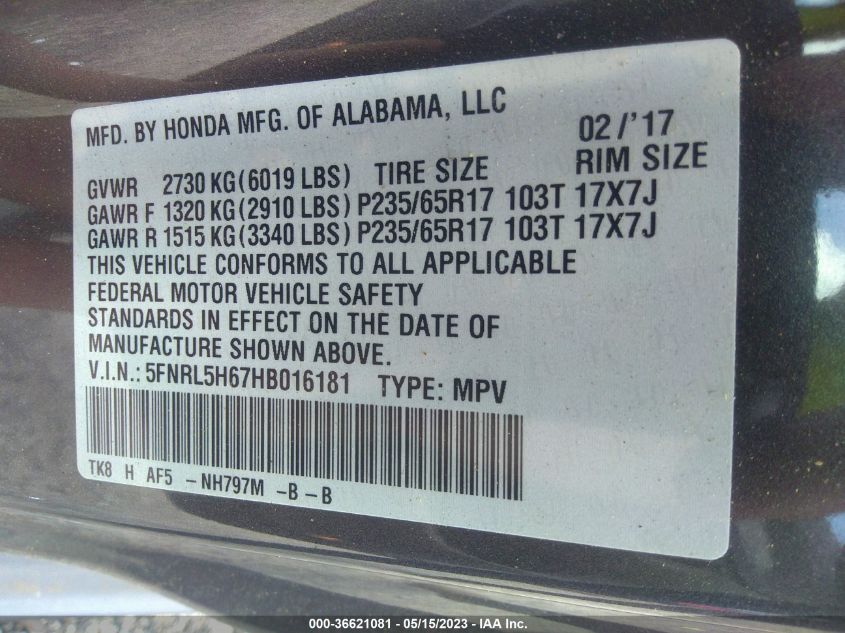 MFD. BY HONDA MFG. OF ALABAMA, LLC 02/'17
GVWR 2730 KG(6019 LBS) TIRE SIZE RIM SIZE
GAWR F 1320 KG(2910 LBS) P235/65R17 103T 17X7J
GAWR R 1515 KG(3340 LBS) P235/65R17 103T 17X7J
THIS VEHICLE CONFORMS TO ALL APPLICABLE
FEDERAL MOTOR VEHICLE SAFETY
STANDARDS IN EFFECT ON THE DATE OF
MANUFACTURE SHOWN ABOVE.
V.I.N.: 5FNRL5H67HB016181 TYPE: MPV
TK8 H AF5 -NH797M -B-B
000-36621081 - 05/15/2023 - © IAA Inc.